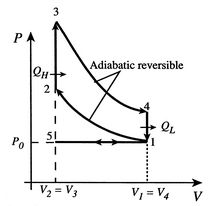 3
P
Q_H
Adiabatic reversible
2
4
Q_L
P_0
5
1
V_2 = V_3
V_1 = V_4
V